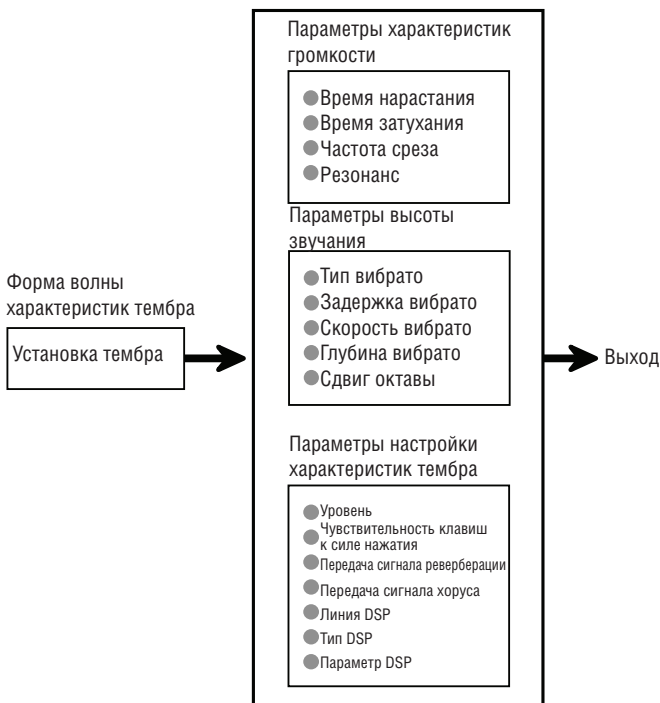 Форма волны
характеристик тембра
Установка тембра
Параметры характеристик
громкости
Время нарастания
Время затухания
Частота среза
Резонанс
Параметры высоты
звучания
Тип вибрато
Задержка вибрато
Скорость вибрато
Глубина вибрато
Сдвиг октавы
Параметры настройки
характеристик тембра
Уровень
Чувствительность клавиш
к силе нажатия
Передача сигнала реверберации
Передача сигнала хоруса
Линия DSP
Тип DSP
Параметр DSP
Выход